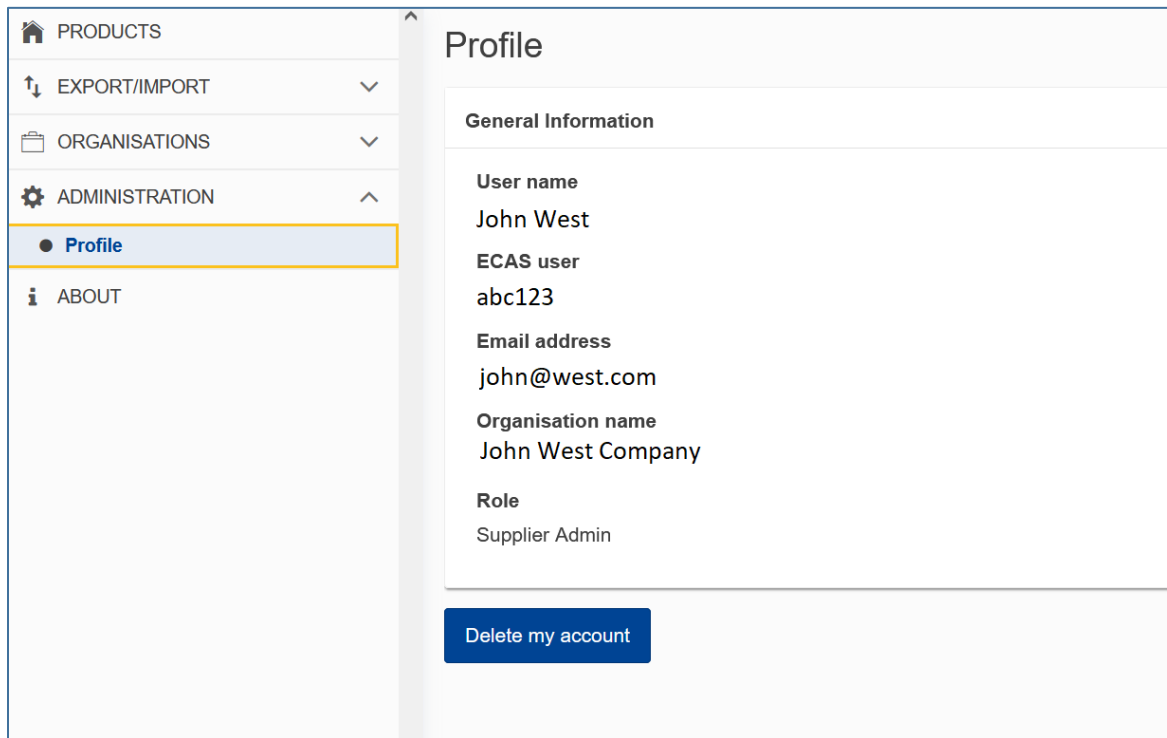 PRODUCTS
EXPORT/IMPORT
ORGANISATIONS
ADMINISTRATION
Profile
ABOUT
Profile
General Information
User name
John West
ECAS user
abc123
Email address
john@west.com
Organisation name
John West Company
Role
Supplier Admin
Delete my account